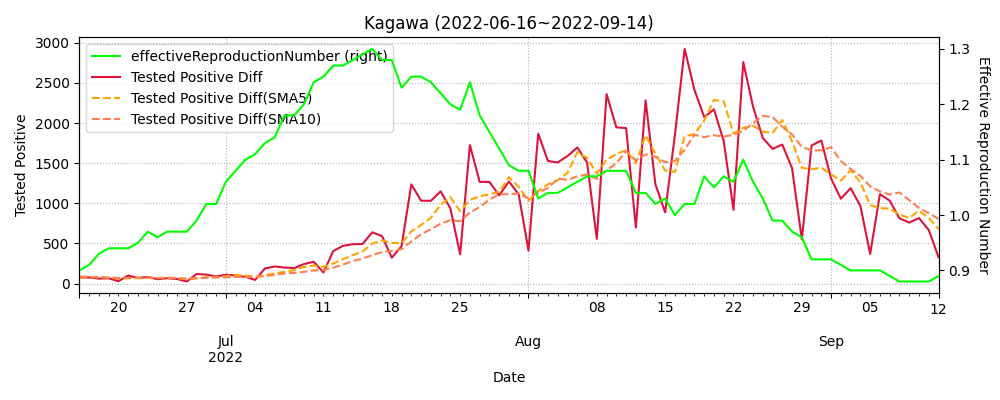 Kagawa (2022-06-16~2022-09-14)
effectiveReproductionNumber (right)
Tested Positive Diff
Tested Positive Diff(SMA5)
Tested Positive Diff(SMA10)
Tested Positive
3000
2500
2000
1500
1000
500
0
1.3
1.2
1.1
1.0
0.9
Effective Reproduction Number
20 27 04 11 18 25 08 15 22 29 05 12
Jul Aug Sep
2022
Date